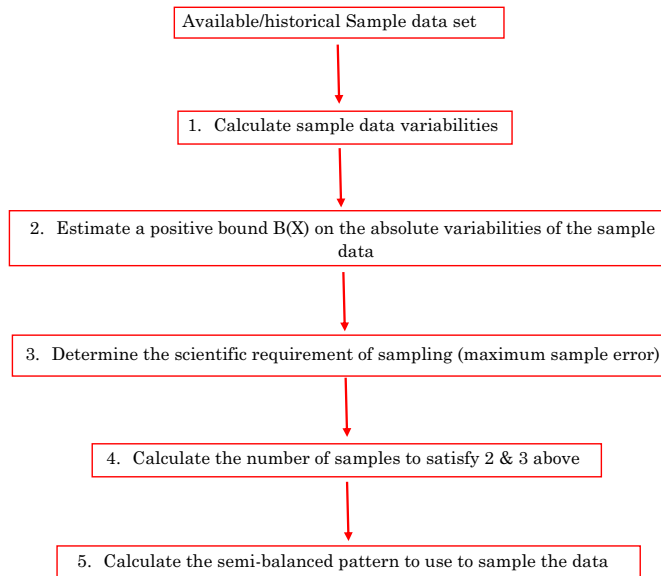 Available/historical Sample data set
1. Calculate sample data variabilities
2. Estimate a positive bound B(X) on the absolute variabilities of the sample
data
3. Determine the scientific requirement of sampling (maximum sample error)
4. Calculate the number of samples to satisfy 2 & 3 above
5. Calculate the semi-balanced pattern to use to sample the data